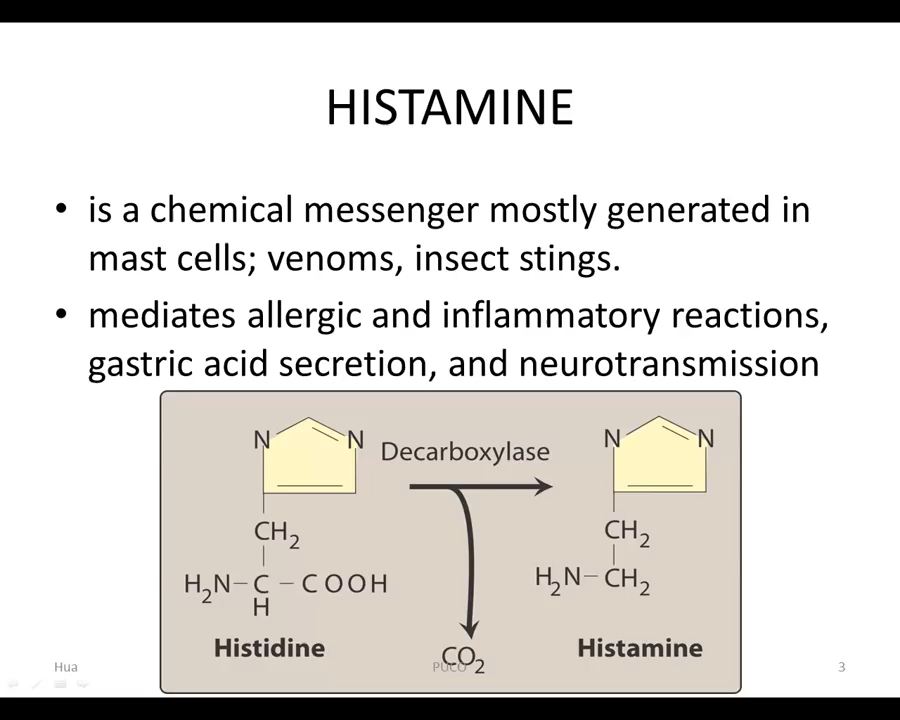 HISTAMINE
• is a chemical messenger mostly generated in
mast cells; venoms, insect stings.
• mediates allergic and inflammatory reactions,
gastric acid secretion, and neurotransmission
N N Decarboxylase N N
CH2 CH2
H2N–C–COOH H2N–CH2
H
Histidine Histamine
CO2
Hua PUCO 3